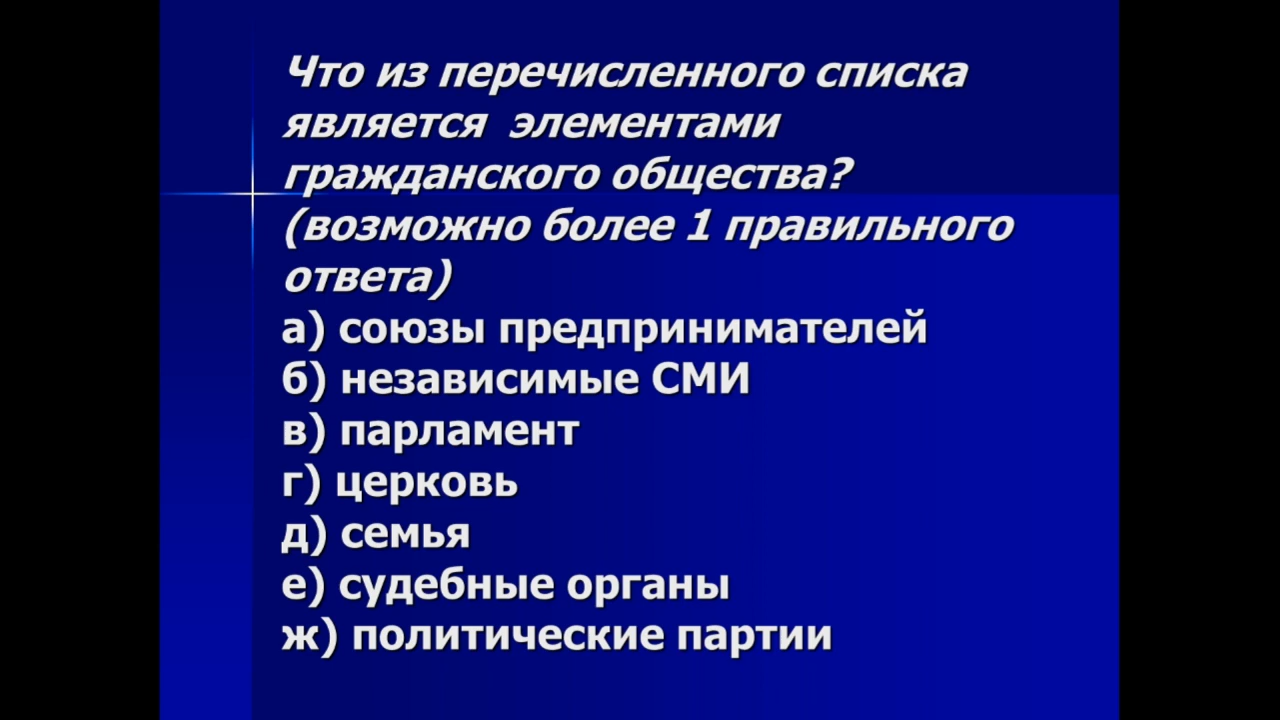 Что из перечисленного списка
является элементами
гражданского общества?
(возможно более 1 правильного
ответа)
а) союзы предпринимателей
б) независимые СМИ
в) парламент
г) церковь
д) семья
е) судебные органы
ж) политические партии